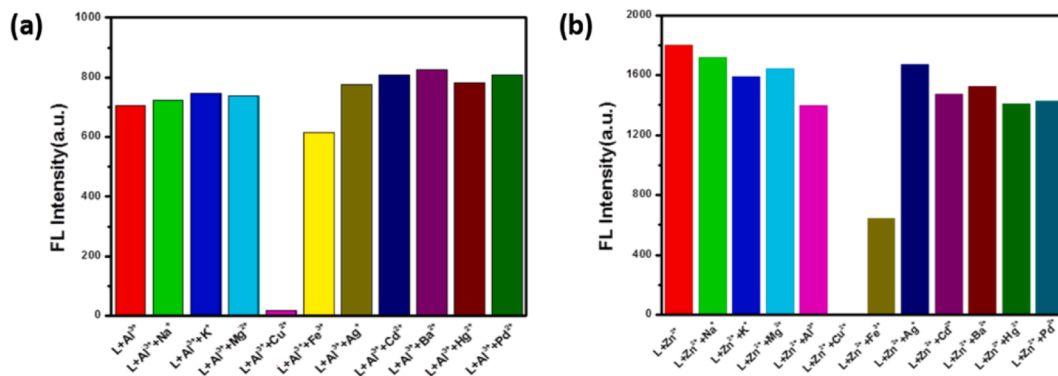 (a)
FL Intensity(a.u.)
1000
800
600
400
200
0
L+Al³⁺
L+Al³⁺+Na⁺
L+Al³⁺+K⁺
L+Al³⁺+Mg²⁺
L+Al³⁺+Cu²⁺
L+Al³⁺+Fe³⁺
L+Al³⁺+Ag⁺
L+Al³⁺+Cd²⁺
L+Al³⁺+Ba²⁺
L+Al³⁺+Hg²⁺
L+Al³⁺+Pd²⁺
(b)
FL Intensity(a.u.)
2000
1600
1200
800
400
0
L+Zn²⁺
L+Zn²⁺+Na⁺
L+Zn²⁺+K⁺
L+Zn²⁺+Mg²⁺
L+Zn²⁺+Al³⁺
L+Zn²⁺+Cu²⁺
L+Zn²⁺+Fe³⁺
L+Zn²⁺+Ag⁺
L+Zn²⁺+Cd²⁺
L+Zn²⁺+Ba²⁺
L+Zn²⁺+Hg²⁺
L+Zn²⁺+Pd²⁺